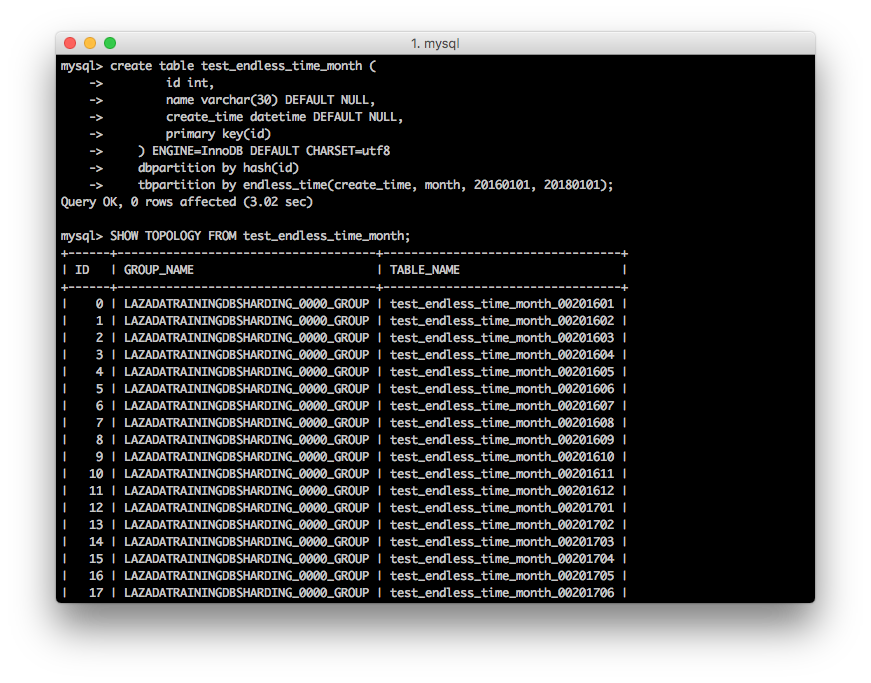 1. mysql
mysql> create table test_endless_time_month (
    ->         id int,
    ->         name varchar(30) DEFAULT NULL,
    ->         create_time datetime DEFAULT NULL,
    ->         primary key(id)
    ->     ) ENGINE=InnoDB DEFAULT CHARSET=utf8
    ->     dbpartition by hash(id)
    ->     tbpartition by endless_time(create_time, month, 20160101, 20180101);
Query OK, 0 rows affected (3.02 sec)
mysql> SHOW TOPOLOGY FROM test_endless_time_month;
+------+-------------------------------------+----------------------------------+
| ID   | GROUP_NAME                          | TABLE_NAME                       |
+------+-------------------------------------+----------------------------------+
|    0 | LAZADATRAININGDBSHARDING_0000_GROUP | test_endless_time_month_00201601 |
|    1 | LAZADATRAININGDBSHARDING_0000_GROUP | test_endless_time_month_00201602 |
|    2 | LAZADATRAININGDBSHARDING_0000_GROUP | test_endless_time_month_00201603 |
|    3 | LAZADATRAININGDBSHARDING_0000_GROUP | test_endless_time_month_00201604 |
|    4 | LAZADATRAININGDBSHARDING_0000_GROUP | test_endless_time_month_00201605 |
|    5 | LAZADATRAININGDBSHARDING_0000_GROUP | test_endless_time_month_00201606 |
|    6 | LAZADATRAININGDBSHARDING_0000_GROUP | test_endless_time_month_00201607 |
|    7 | LAZADATRAININGDBSHARDING_0000_GROUP | test_endless_time_month_00201608 |
|    8 | LAZADATRAININGDBSHARDING_0000_GROUP | test_endless_time_month_00201609 |
|    9 | LAZADATRAININGDBSHARDING_0000_GROUP | test_endless_time_month_00201610 |
|   10 | LAZADATRAININGDBSHARDING_0000_GROUP | test_endless_time_month_00201611 |
|   11 | LAZADATRAININGDBSHARDING_0000_GROUP | test_endless_time_month_00201612 |
|   12 | LAZADATRAININGDBSHARDING_0000_GROUP | test_endless_time_month_00201701 |
|   13 | LAZADATRAININGDBSHARDING_0000_GROUP | test_endless_time_month_00201702 |
|   14 | LAZADATRAININGDBSHARDING_0000_GROUP | test_endless_time_month_00201703 |
|   15 | LAZADATRAININGDBSHARDING_0000_GROUP | test_endless_time_month_00201704 |
|   16 | LAZADATRAININGDBSHARDING_0000_GROUP | test_endless_time_month_00201705 |
|   17 | LAZADATRAININGDBSHARDING_0000_GROUP | test_endless_time_month_00201706 |